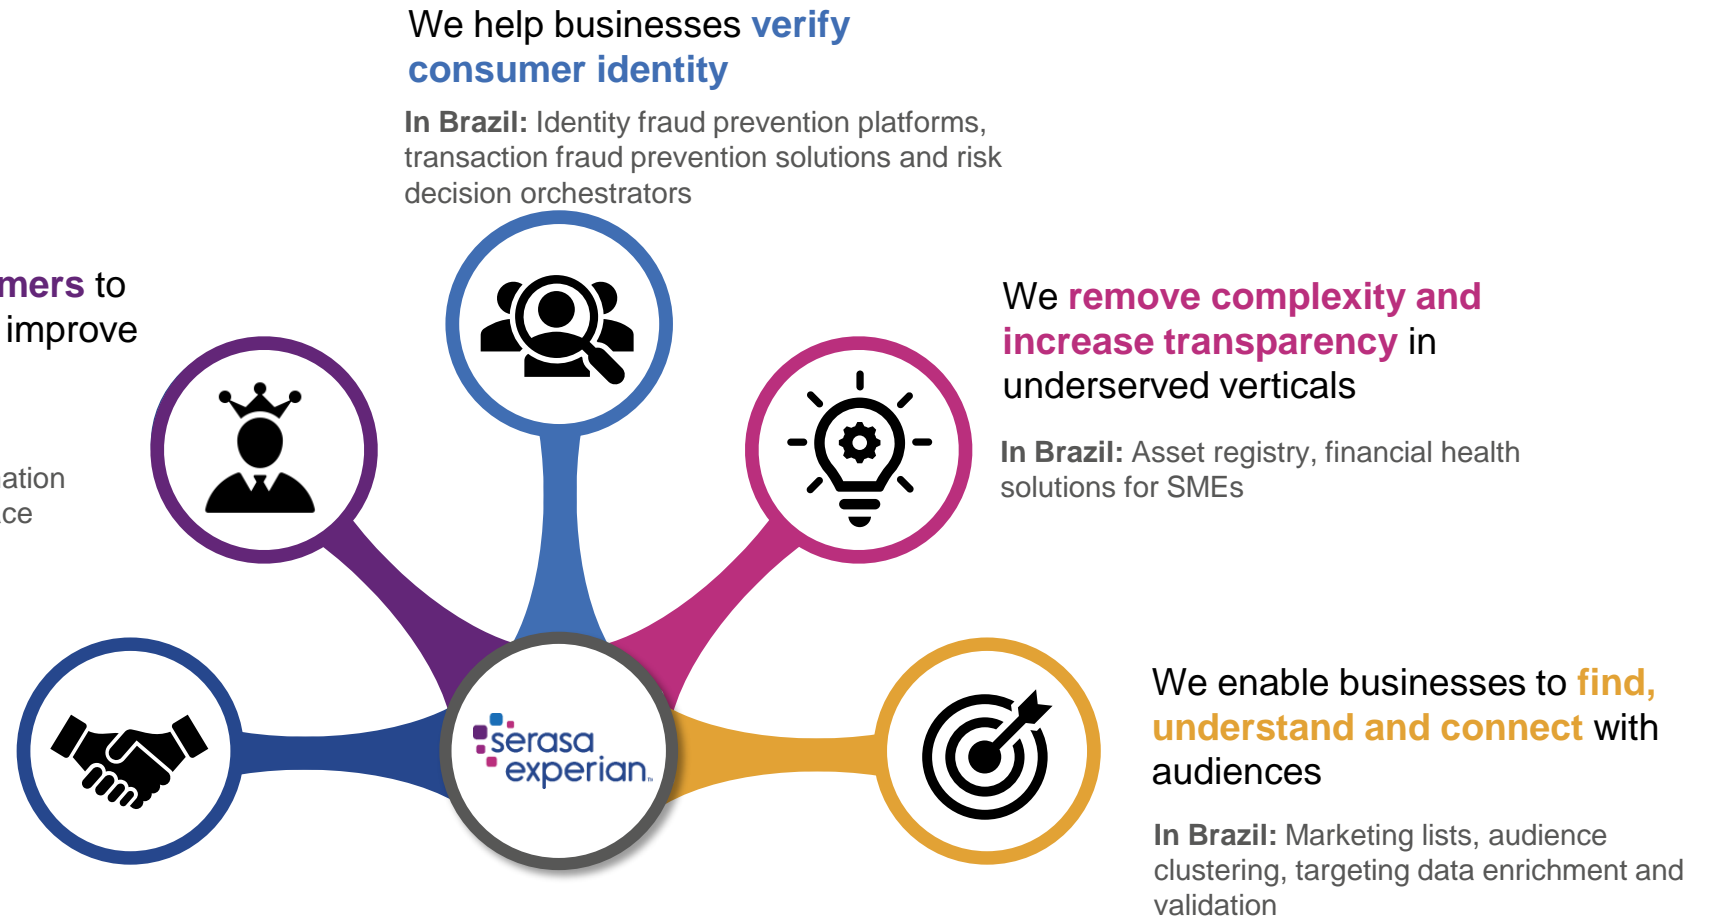 We help businesses verify
consumer identity
In Brazil: Identity fraud prevention platforms,
transaction fraud prevention solutions and risk
decision orchestrators
to
improve
We remove complexity and
increase transparency in
underserved verticals
In Brazil: Asset registry, financial health
solutions for SMEs
serasa
experian
We enable businesses to find,
understand and connect with
audiences
In Brazil: Marketing lists, audience
clustering, targeting data enrichment and
validation